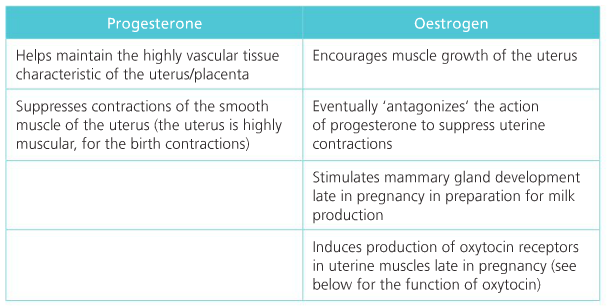 Progesterone
Oestrogen
Helps maintain the highly vascular tissue
characteristic of the uterus/placenta
Encourages muscle growth of the uterus
Suppresses contractions of the smooth
muscle of the uterus (the uterus is highly
muscular, for the birth contractions)
Eventually ‘antagonizes’ the action
of progesterone to suppress uterine
contractions
Stimulates mammary gland development
late in pregnancy in preparation for milk
production
Induces production of oxytocin receptors
in uterine muscles late in pregnancy (see
below for the function of oxytocin)